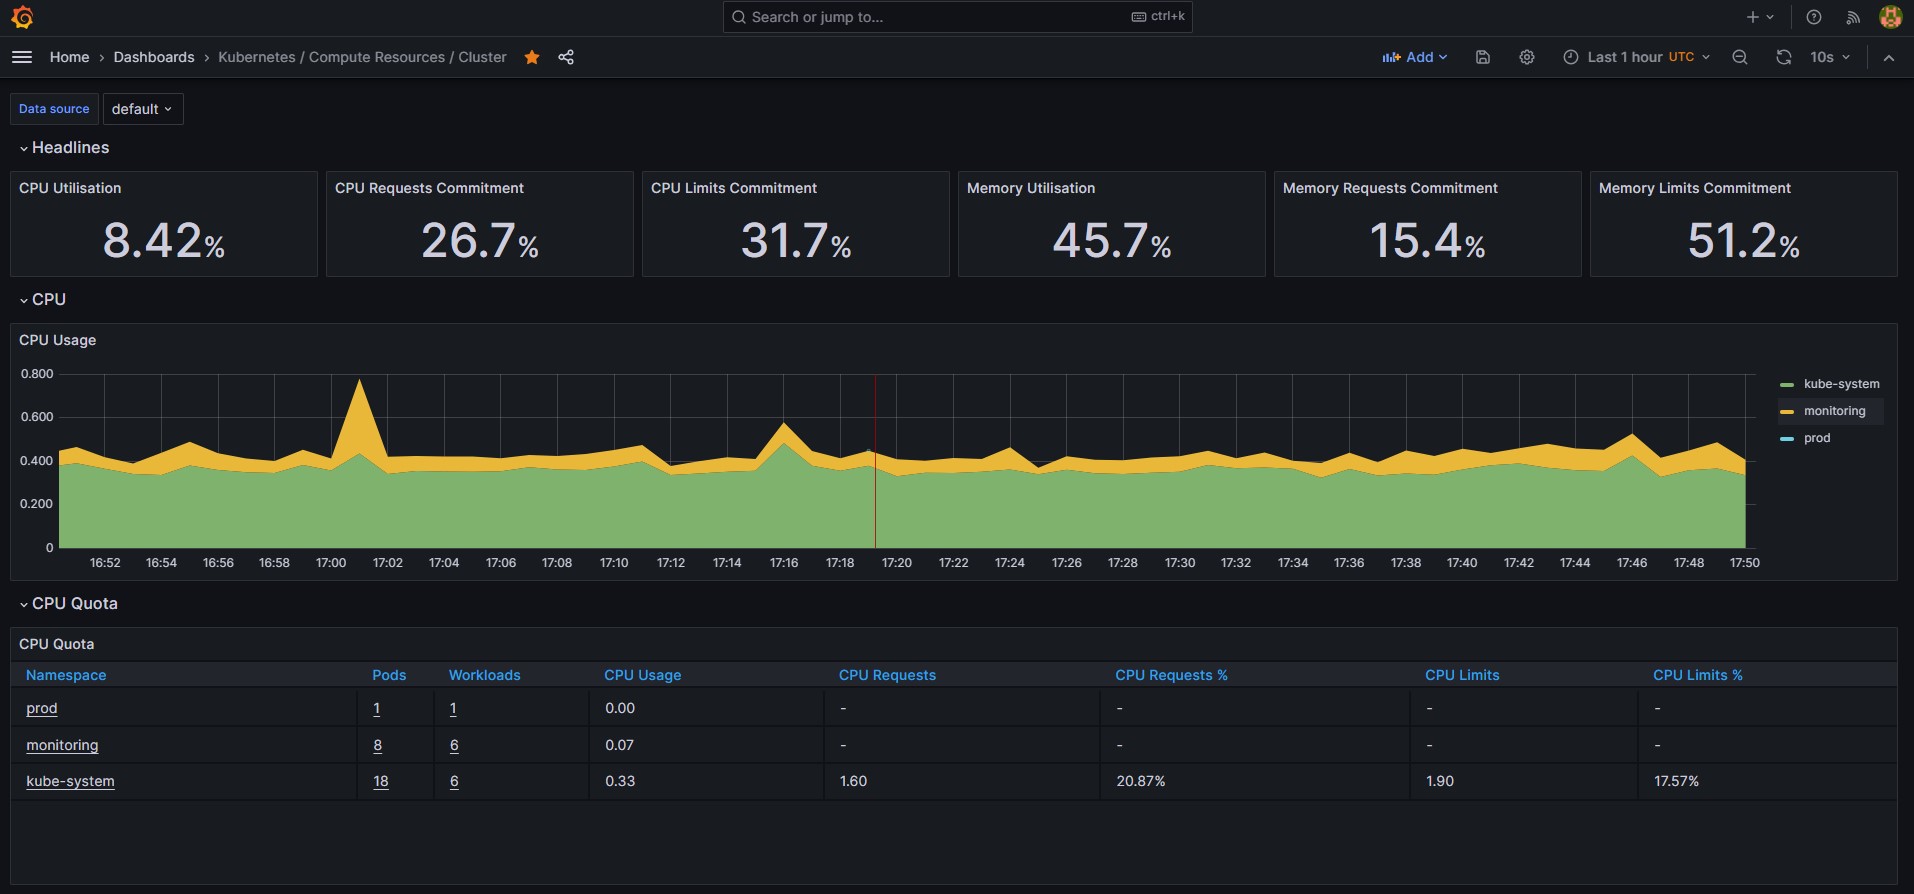 Search or jump to... ctrl+k
Home › Dashboards › Kubernetes / Compute Resources / Cluster Add Last 1 hour UTC 10s
Data source default
Headlines
CPU Utilisation CPU Requests Commitment CPU Limits Commitment Memory Utilisation Memory Requests Commitment Memory Limits Commitment
8.42% 26.7% 31.7% 45.7% 15.4% 51.2%
CPU
CPU Usage
0.800
0.600
0.400
0.200
0
16:52 16:54 16:56 16:58 17:00 17:02 17:04 17:06 17:08 17:10 17:12 17:14 17:16 17:18 17:20 17:22 17:24 17:26 17:28 17:30 17:32 17:34 17:36 17:38 17:40 17:42 17:44 17:46 17:48 17:50
kube-system
monitoring
prod
CPU Quota
CPU Quota
Namespace Pods Workloads CPU Usage CPU Requests CPU Requests % CPU Limits CPU Limits %
prod 1 1 0.00 - - - -
monitoring 8 6 0.07 - - - -
kube-system 18 6 0.33 1.60 20.87% 1.90 17.57%